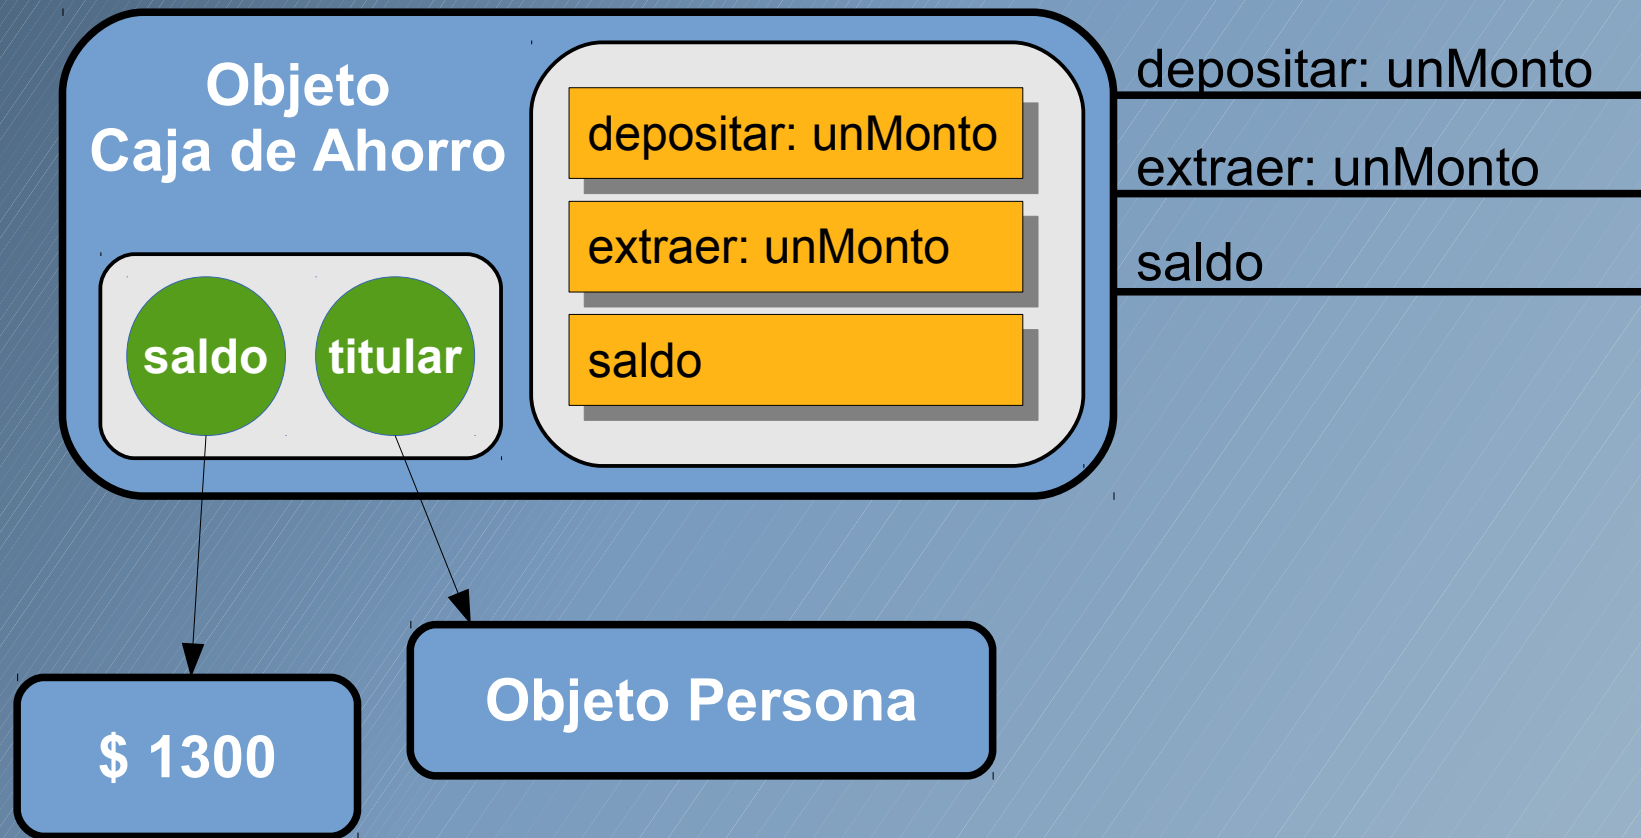 Objeto
Caja de Ahorro
saldo
titular
depositar: unMonto
extraer: unMonto
saldo
depositar: unMonto
extraer: unMonto
saldo
$ 1300
Objeto Persona